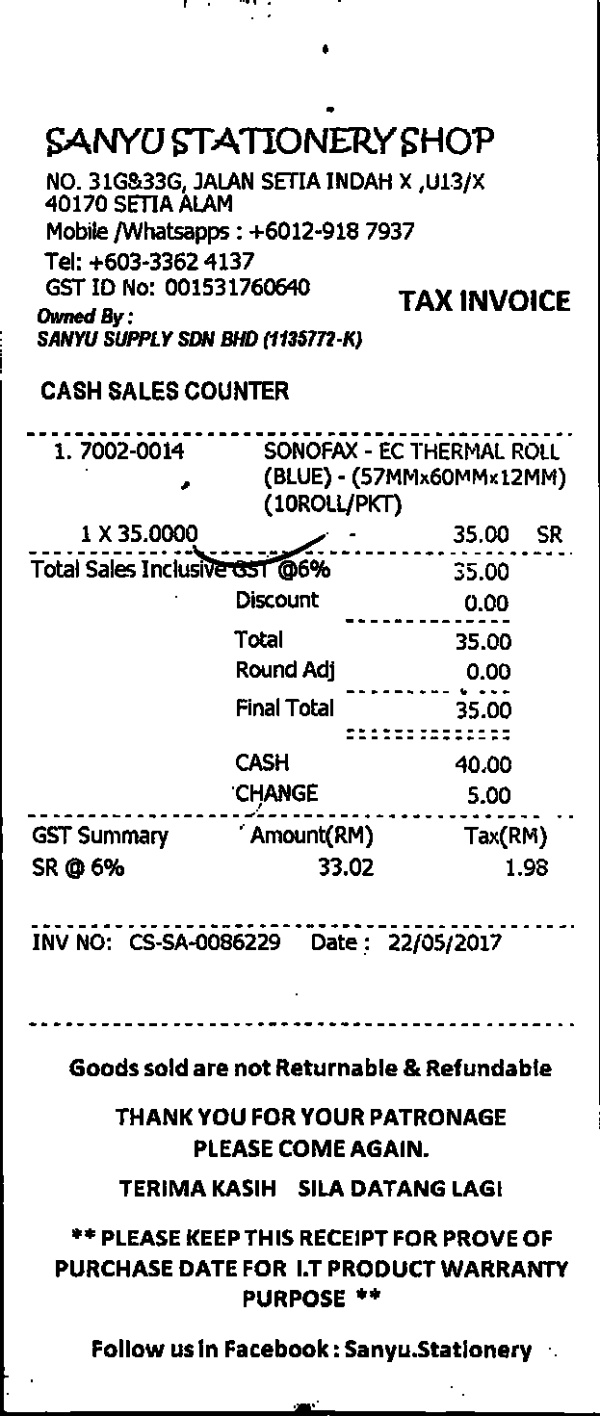 SANYU STATIONERY SHOP
NO. 31G&33G, JALAN SETIA INDAH X ,U13/X
40170 SETIA ALAM
Mobile /Whatsapps : +6012-918 7937
Tel: +603-3362 4137
GST ID No: 001531760640
TAX INVOICE
Owned By :
SANYU SUPPLY SDN BHD (1135772-K)
CASH SALES COUNTER
1. 7002-0014 SONOFAX - EC THERMAL ROLL
(BLUE) - (57MMx60MMx12MM)
(10ROLL/PKT)
1 X 35.0000 - 35.00 SR
Total Sales Inclusive GST @6% 35.00
Discount 0.00
Total 35.00
Round Adj 0.00
Final Total 35.00
CASH 40.00
CHANGE 5.00
GST Summary Amount(RM) Tax(RM)
SR @ 6% 33.02 1.98
INV NO: CS-SA-0086229 Date : 22/05/2017
Goods sold are not Returnable & Refundable
THANK YOU FOR YOUR PATRONAGE
PLEASE COME AGAIN.
TERIMA KASIH SILA DATANG LAGI
** PLEASE KEEP THIS RECEIPT FOR PROVE OF
PURCHASE DATE FOR I.T PRODUCT WARRANTY
PURPOSE **
Follow us in Facebook : Sanyu.Stationery